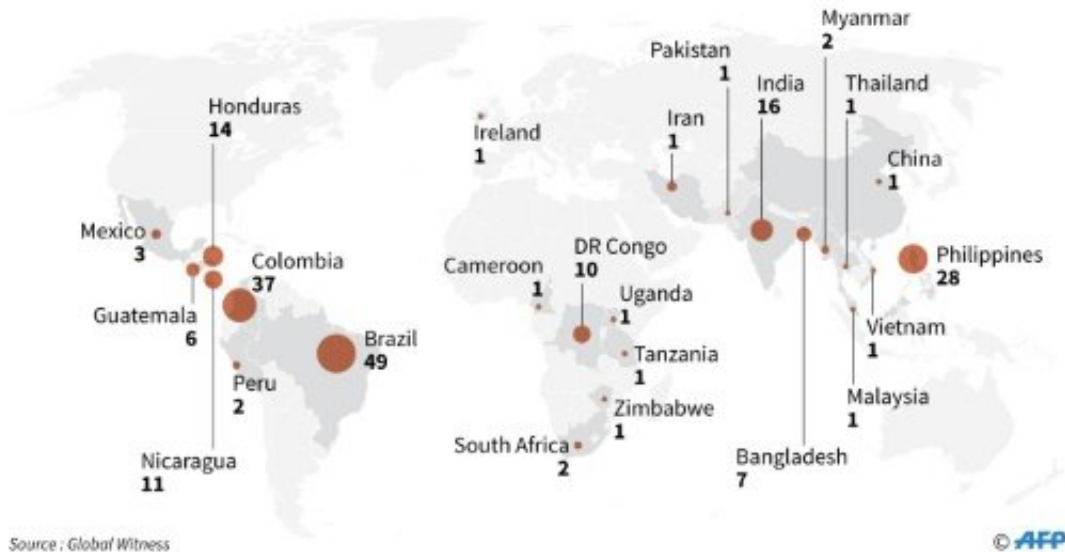 Myanmar
2
Pakistan
1
India
16
Thailand
1
Honduras
14
Ireland
1
Iran
1
China
1
Mexico
3
Colombia
37
Cameroon
1
DR Congo
10
Philippines
28
Guatemala
6
Uganda
1
Brazil
49
Vietnam
1
Peru
2
Tanzania
1
Malaysia
1
Zimbabwe
1
South Africa
2
Nicaragua
11
Bangladesh
7
Source : Global Witness
© AFP